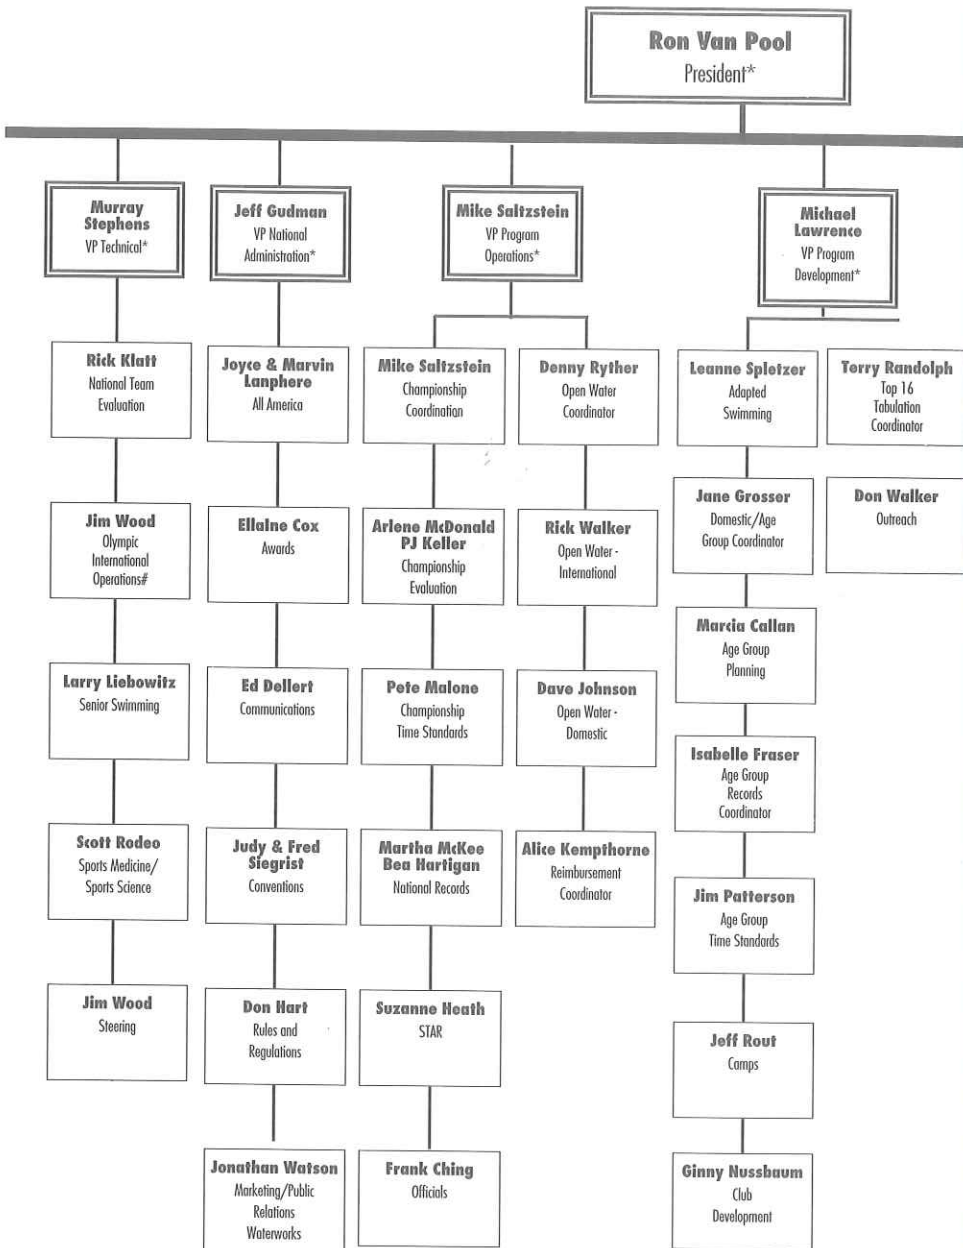 Ron Van Pool
President*
Murray
Stephens
VP Technical*
Jeff Gudman
VP National
Administration*
Mike Saltzstein
VP Program
Operations*
Michael
Lawrence
VP Program
Development*
Rick Klatt
National Team
Evaluation
Jim Wood
Olympic
International
Operations#
Larry Liebowitz
Senior Swimming
Scott Rodeo
Sports Medicine/
Sports Science
Jim Wood
Steering
Joyce & Marvin
Lanphere
All America
Ellaine Cox
Awards
Ed Dellert
Communications
Judy & Fred
Siegrist
Conventions
Don Hart
Rules and
Regulations
Jonathan Watson
Marketing/Public
Relations
Waterworks
Mike Saltzstein
Championship
Coordination
Arlene McDonald
PJ Keller
Championship
Evaluation
Pete Malone
Championship
Time Standards
Martha McKee
Bea Hartigan
National Records
Suzanne Heath
STAR
Frank Ching
Officials
Denny Ryther
Open Water
Coordinator
Rick Walker
Open Water -
International
Dave Johnson
Open Water -
Domestic
Alice Kempthorne
Reimbursement
Coordinator
Leanne Spletzer
Adapted
Swimming
Jane Grosser
Domestic/Age
Group Coordinator
Marcia Callan
Age Group
Planning
Isabelle Fraser
Age Group
Records
Coordinator
Jim Patterson
Age Group
Time Standards
Jeff Rout
Camps
Ginny Nussbaum
Club
Development
Terry Randolph
Top 16
Tabulation
Coordinator
Don Walker
Outreach